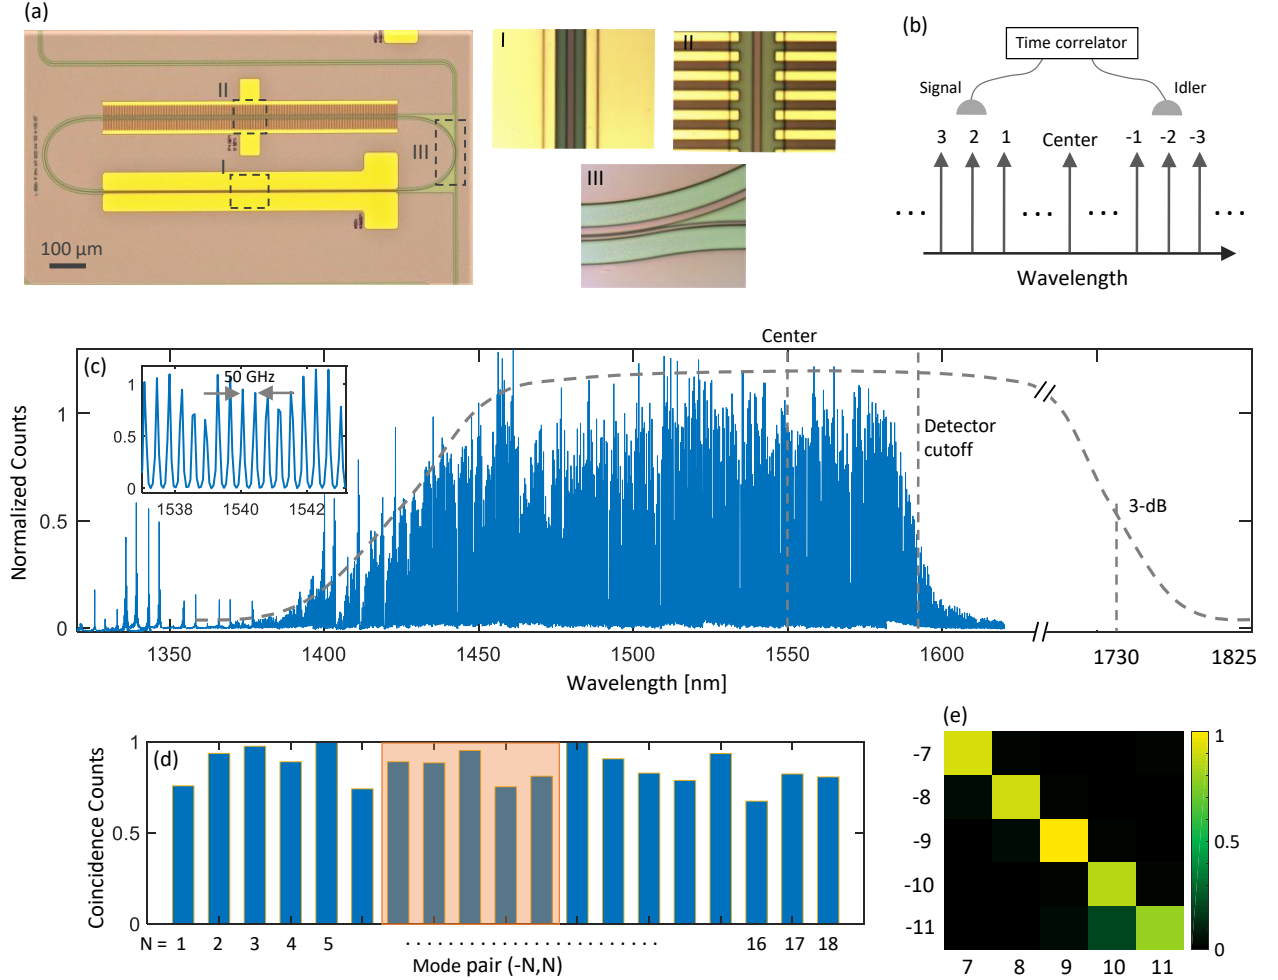 (a)
II
I
III
100 µm
I
II
III
(b)
Time correlator
Signal
Idler
3 2 1 Center -1 -2 -3
Wavelength
(c)
Center
50 GHz
1
0.5
0
1538 1540 1542
Detector
cutoff
3-dB
Normalized Counts
1
0.5
0
1350 1400 1450 1500 1550 1600 1730 1825
Wavelength [nm]
(d)
Coincidence Counts
1
0.5
0
N = 1 2 3 4 5 16 17 18
Mode pair (-N,N)
(e)
-7
-8
-9
-10
-11
7 8 9 10 11
1
0.5
0